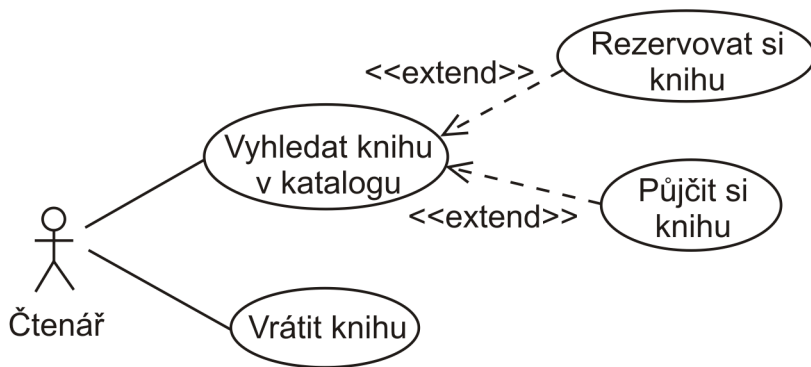 Rezervovat si
knihu
<<extend>>
Vyhledat knihu
v katalogu
Půjčit si
knihu
<<extend>>
Čtenář
Vrátit knihu